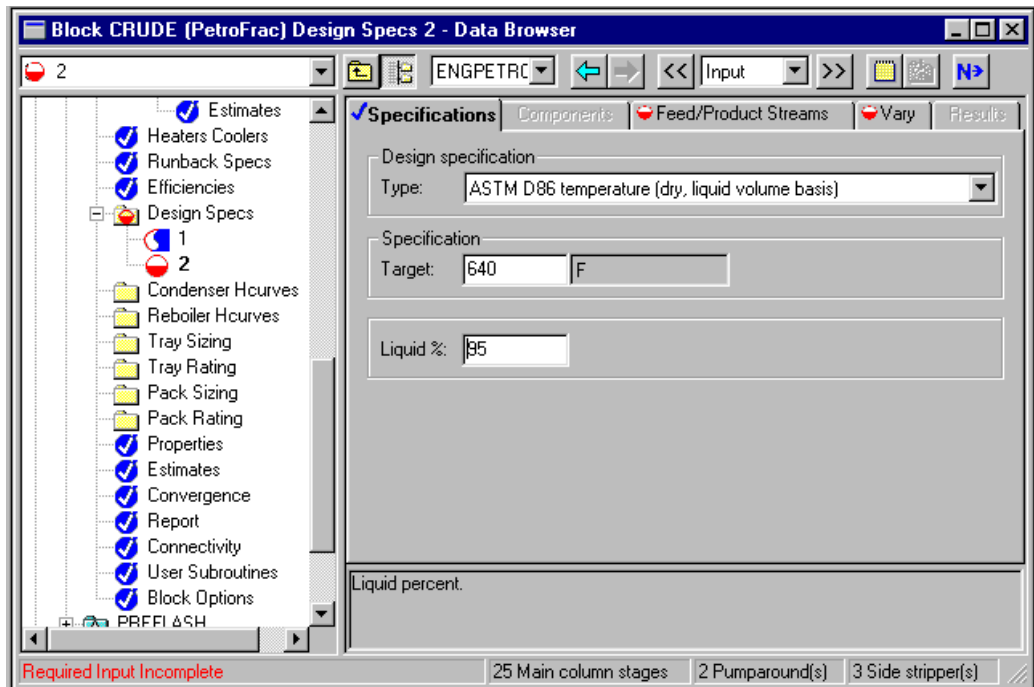 Block CRUDE (PetroFrac) Design Specs 2 - Data Browser
2
ENGPETRC
<<
Input
>>
N
Estimates
Heaters Coolers
Runback Specs
Efficiencies
Design Specs
1
2
Condenser Hcurves
Reboiler Hcurves
Tray Sizing
Tray Rating
Pack Sizing
Pack Rating
Properties
Estimates
Convergence
Report
Connectivity
User Subroutines
Block Options
PREFLASH
Specifications
Components
Feed/Product Streams
Vary
Results
Design specification
Type: ASTM D86 temperature (dry, liquid volume basis)
Specification
Target: 640 F
Liquid %: 95
Liquid percent.
Required Input Incomplete
25 Main column stages
2 Pumparound(s)
3 Side stripper(s)